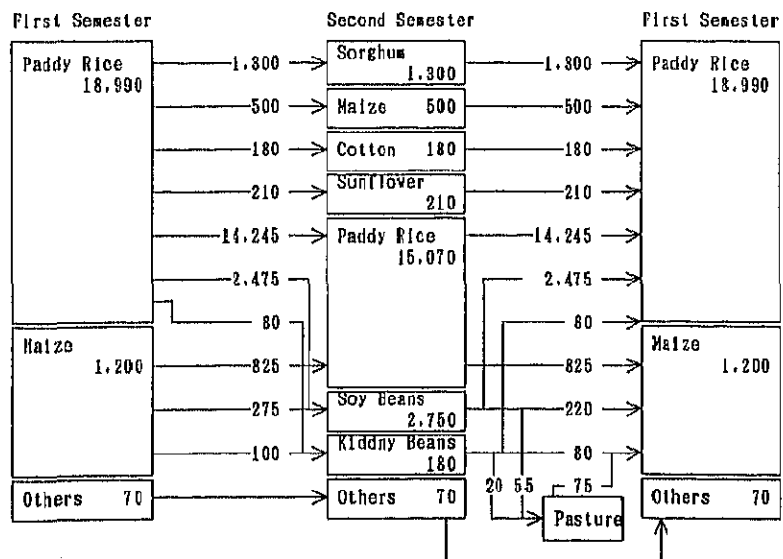 First Semester Second Semester First Semester
Paddy Rice 18.990 1.300 Sorghum 1.300 1.300 Paddy Rice 18.990
500 Maize 500 500
180 Cotton 180 180
210 Sunflover 210 210
14.245 Paddy Rice 15.070 14.245
2.475 2.475
80 80
Maize 1.200 825 825 Maize 1.200
275 Soy Beans 2.750 220
100 Kiddny Beans 180 80
Others 70 Others 70 20 55 75 Others 70
Pasture